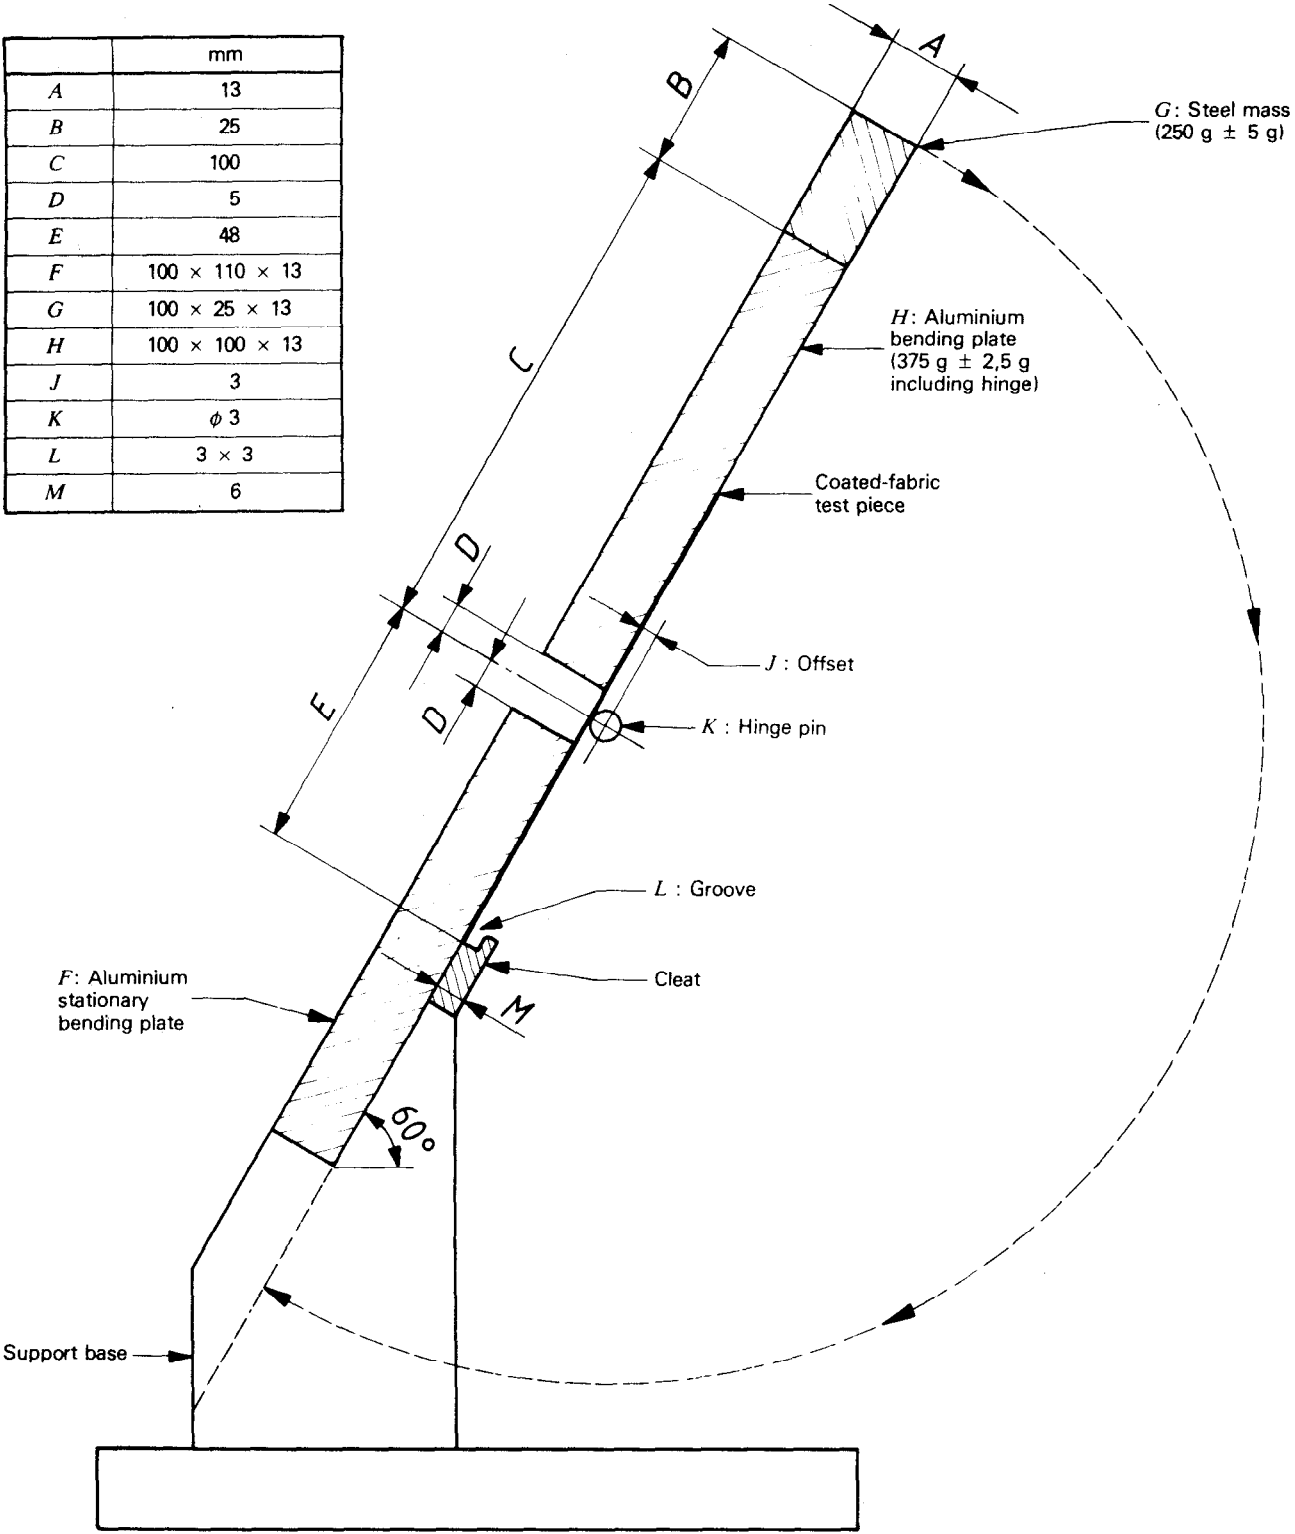 mm
A 13
B 25
C 100
D 5
E 48
F 100 × 110 × 13
G 100 × 25 × 13
H 100 × 100 × 13
J 3
K ϕ 3
L 3 × 3
M 6
A
B
G: Steel mass
(250 g ± 5 g)
H: Aluminium
bending plate
(375 g ± 2,5 g
including hinge)
C
Coated-fabric
test piece
D
J : Offset
E
D
K : Hinge pin
L : Groove
F: Aluminium
stationary
bending plate
Cleat
M
60°
Support base